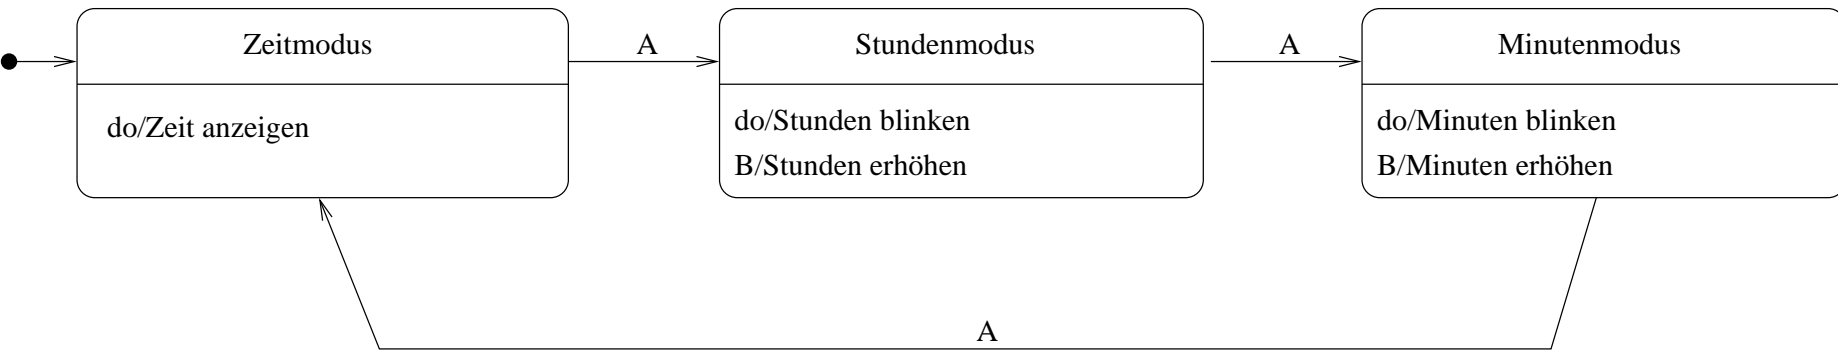 Zeitmodus
do/Zeit anzeigen
A
Stundenmodus
do/Stunden blinken
B/Stunden erhöhen
A
Minutenmodus
do/Minuten blinken
B/Minuten erhöhen
A